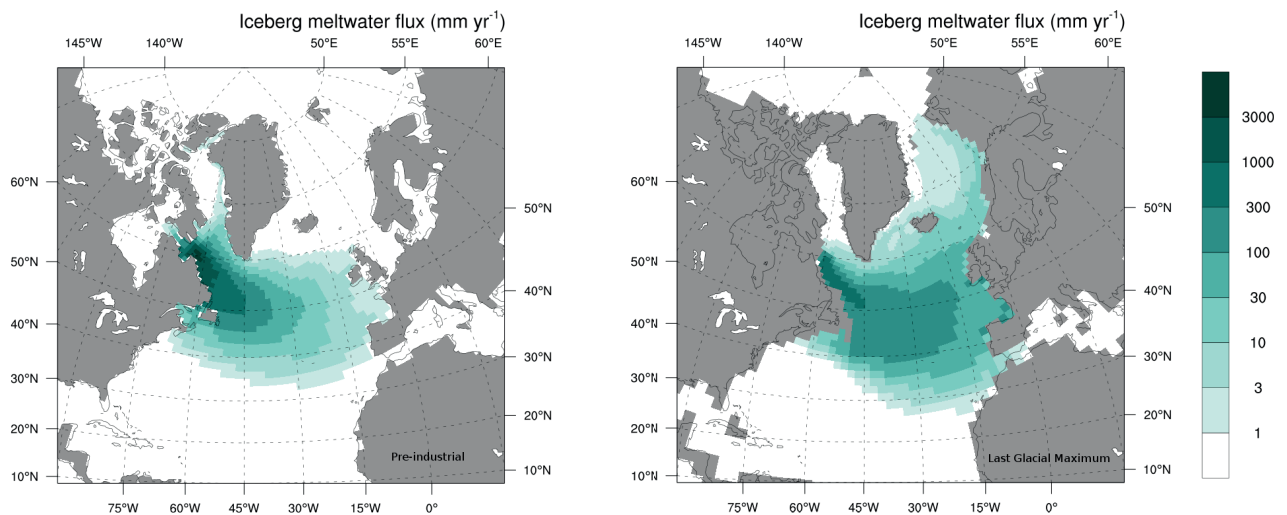 Iceberg meltwater flux (mm yr-1)
145°W 140°W 50°E 55°E 60°E
60°N
50°N
50°N
40°N
40°N
30°N
30°N
20°N
20°N
10°N
10°N
Pre-industrial
75°W 60°W 45°W 30°W 15°W 0°
Iceberg meltwater flux (mm yr-1)
145°W 140°W 50°E 55°E 60°E
60°N
50°N
50°N
40°N
40°N
30°N
30°N
20°N
20°N
10°N
10°N
Last Glacial Maximum
75°W 60°W 45°W 30°W 15°W 0°
3000
1000
300
100
30
10
3
1